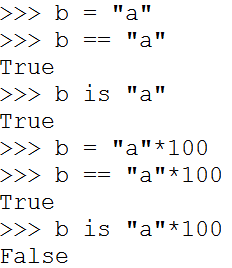 >>> b = "a"
>>> b == "a"
True
>>> b is "a"
True
>>> b = "a"*100
>>> b == "a"*100
True
>>> b is "a"*100
False